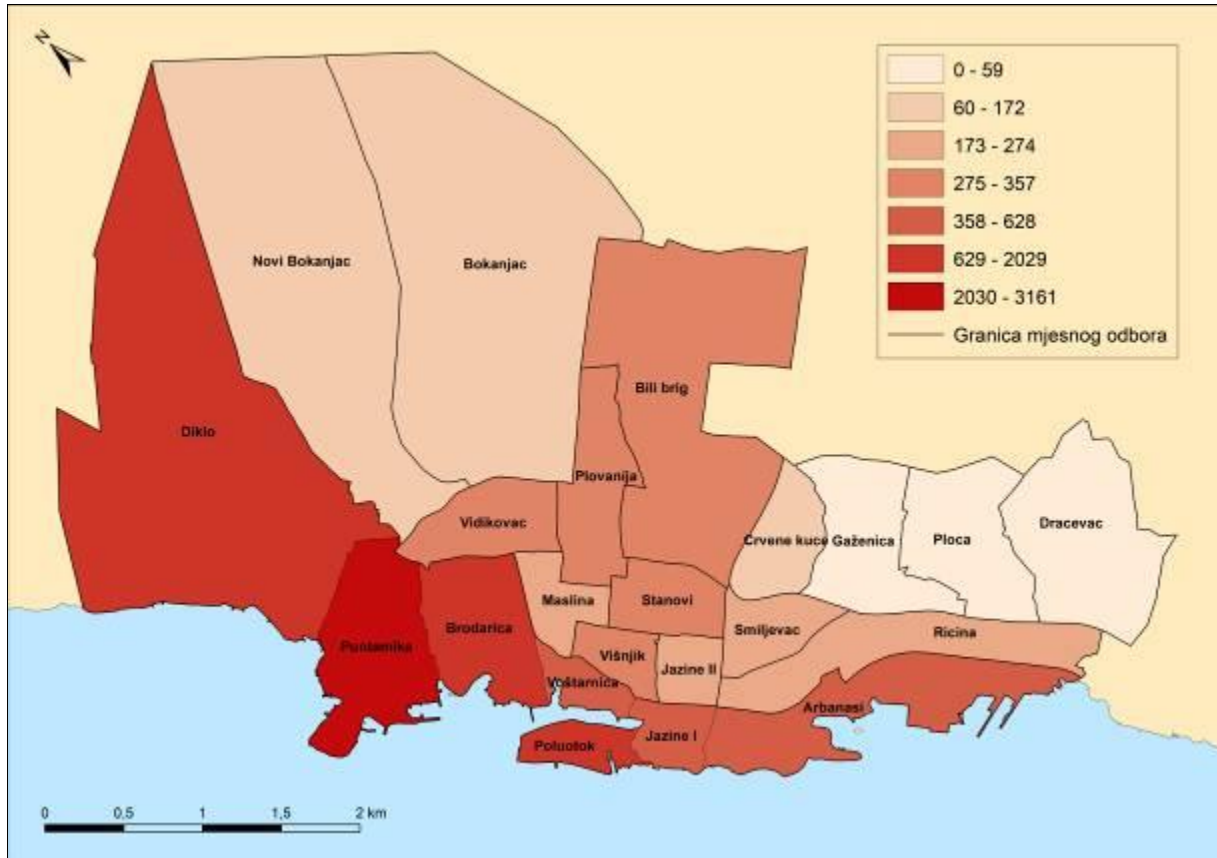 N
0 - 59
60 - 172
173 - 274
275 - 357
358 - 628
629 - 2029
2030 - 3161
Granica mjesnog odbora
Novi Bokanjac
Bokanjac
Bili brig
Diklo
Plovanija
Vidikovac
Crvene kuce
Gaženica
Ploca
Dracevac
Maslina
Stanovi
Brodarica
Smiljevac
Ricina
Puntamika
Višnjik
Jazine II
Voštarnica
Arbanasi
Jazine I
Poluotok
0 0,5 1 1,5 2 km